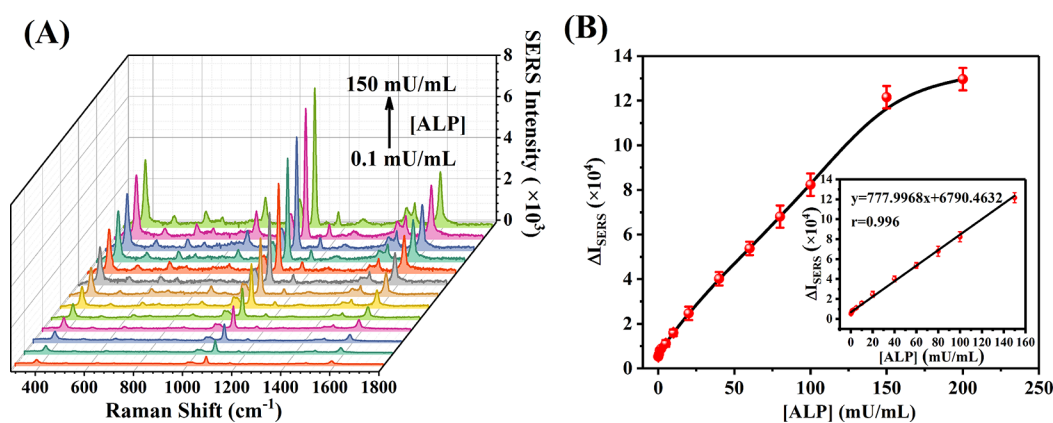 (A)
SERS Intensity (×10³)
8
6
4
2
0
150 mU/mL
[ALP]
0.1 mU/mL
400 600 800 1000 1200 1400 1600 1800
Raman Shift (cm⁻¹)
(B)
ΔI_SERS (×10⁴)
14
12
10
8
6
4
2
0
0 50 100 150 200 250
[ALP] (mU/mL)
y=777.9968x+6790.4632
r=0.996
ΔI_SERS (×10⁴)
14
12
10
8
6
4
2
0
0 20 40 60 80 100 120 140 160
[ALP] (mU/mL)